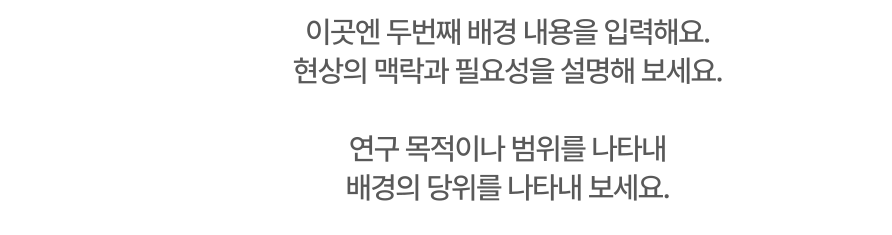 이곳엔 두번째 배경 내용을 입력해요.
현상의 맥락과 필요성을 설명해 보세요.
연구 목적이나 범위를 나타내
배경의 당위를 나타내 보세요.